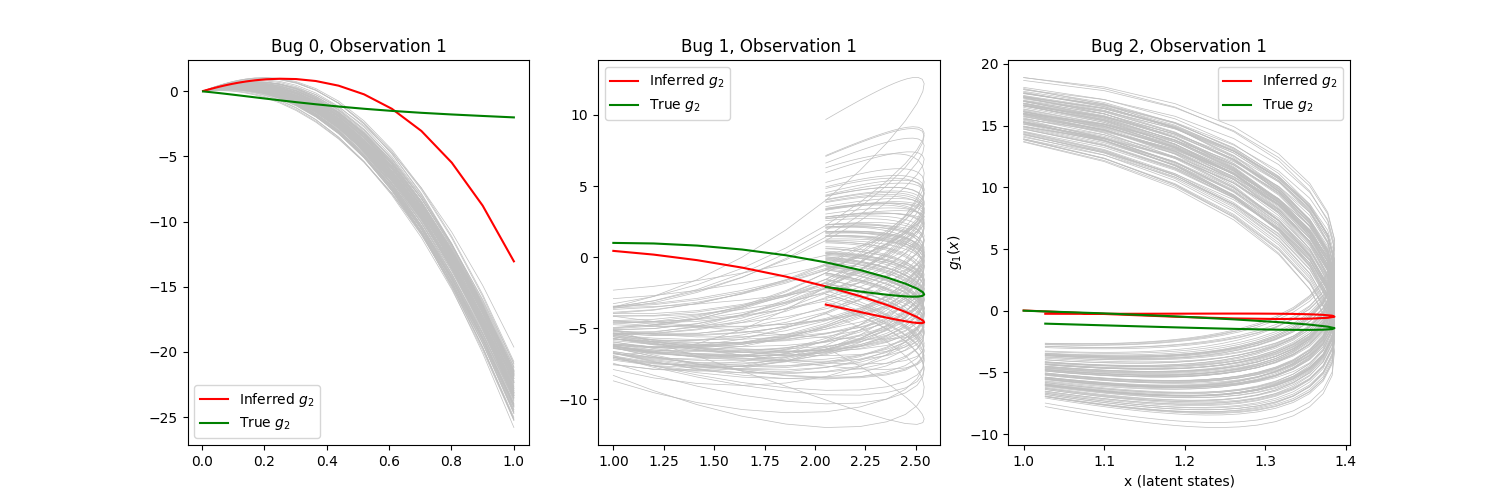 Bug 0, Observation 1
0
−5
−10
−15
−20
−25
0.0 0.2 0.4 0.6 0.8 1.0
Inferred g₂
True g₂
Bug 1, Observation 1
Inferred g₂
True g₂
10
5
0
−5
−10
1.00 1.25 1.50 1.75 2.00 2.25 2.50
Bug 2, Observation 1
Inferred g₂
True g₂
20
15
10
5
0
−5
−10
g₁(x)
1.0 1.1 1.2 1.3 1.4
x (latent states)